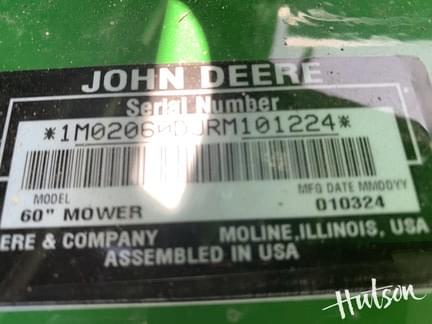 JOHN DEERE
Serial Number
MODEL
60" MOWER
MFG DATE MMDDYY
010324
ERE & COMPANY MOLINE, ILLINOIS, USA
ASSEMBLED IN USA
Hutson